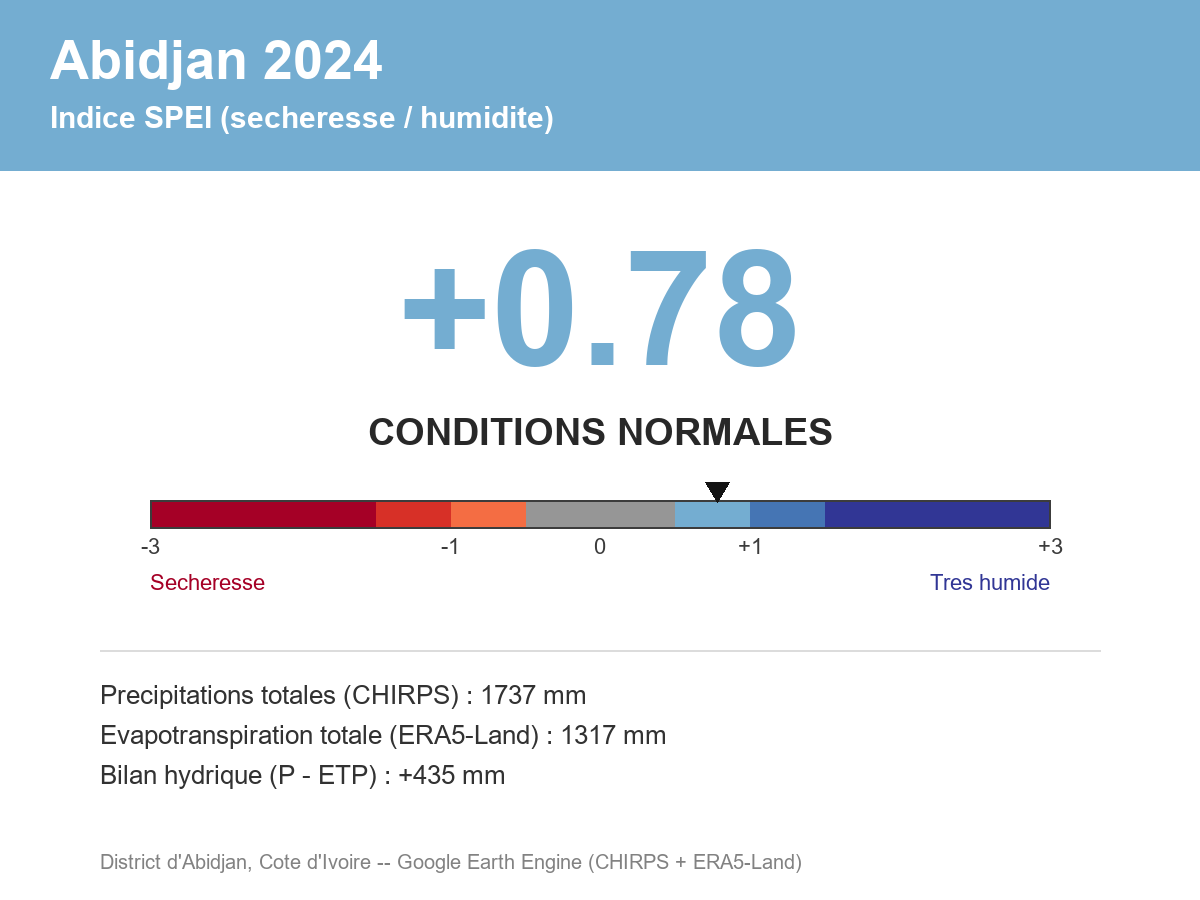 Abidjan 2024
Indice SPEI (secheresse / humidite)
+0.78
CONDITIONS NORMALES
-3 -1 0 +1 +3
Secheresse Tres humide
Precipitations totales (CHIRPS) : 1737 mm
Evapotranspiration totale (ERA5-Land) : 1317 mm
Bilan hydrique (P - ETP) : +435 mm
District d'Abidjan, Cote d'Ivoire -- Google Earth Engine (CHIRPS + ERA5-Land)